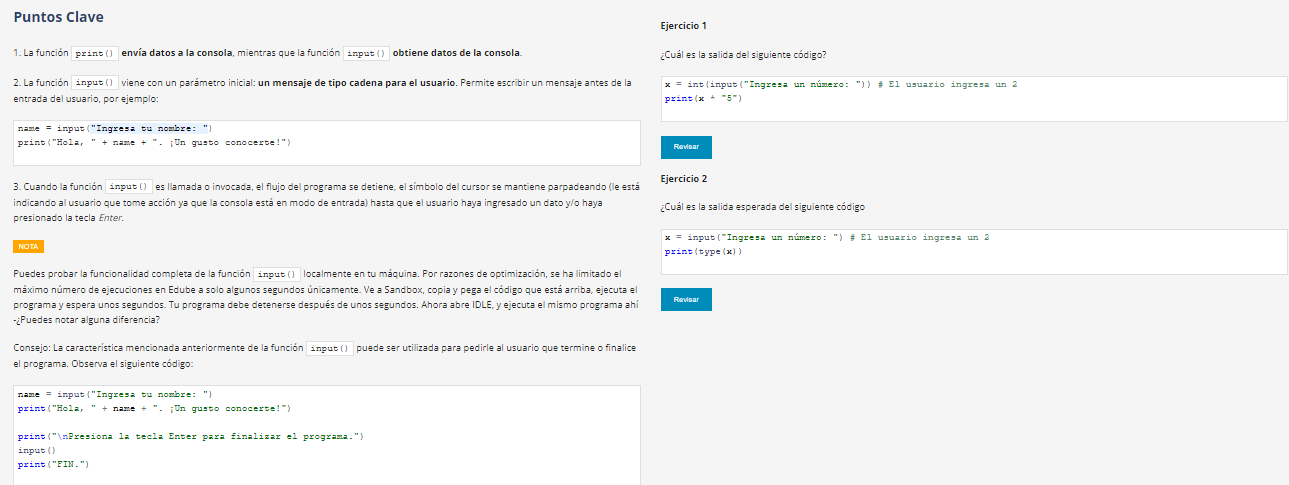 Puntos Clave
1. La función print() envía datos a la consola, mientras que la función input() obtiene datos de la consola.
2. La función input() viene con un parámetro inicial: un mensaje de tipo cadena para el usuario. Permite escribir un mensaje antes de la
entrada del usuario, por ejemplo:
name = input("Ingresa tu nombre: ")
print("Hola, " + name + ". ¡Un gusto conocerte!")
3. Cuando la función input() es llamada o invocada, el flujo del programa se detiene, el símbolo del cursor se mantiene parpadeando (le está
indicando al usuario que tome acción ya que la consola está en modo de entrada) hasta que el usuario haya ingresado un dato y/o haya
presionado la tecla Enter.
NOTA
Puedes probar la funcionalidad completa de la función input() localmente en tu máquina. Por razones de optimización, se ha limitado el
máximo número de ejecuciones en Edube a solo algunos segundos únicamente. Ve a Sandbox, copia y pega el código que está arriba, ejecuta el
programa y espera unos segundos. Tu programa debe detenerse después de unos segundos. Ahora abre IDLE, y ejecuta el mismo programa ahí
-¿Puedes notar alguna diferencia?
Consejo: La característica mencionada anteriormente de la función input() puede ser utilizada para pedirle al usuario que termine o finalice
el programa. Observa el siguiente código:
name = input("Ingresa tu nombre: ")
print("Hola, " + name + ". ¡Un gusto conocerte!")
print("\nPresiona la tecla Enter para finalizar el programa.")
input()
print("FIN.")
Ejercicio 1
¿Cuál es la salida del siguiente código?
x = int(input("Ingresa un número: ")) # El usuario ingresa un 2
print(x * "5")
Revisar
Ejercicio 2
¿Cuál es la salida esperada del siguiente código
x = input("Ingresa un número: ") # El usuario ingresa un 2
print(type(x))
Revisar